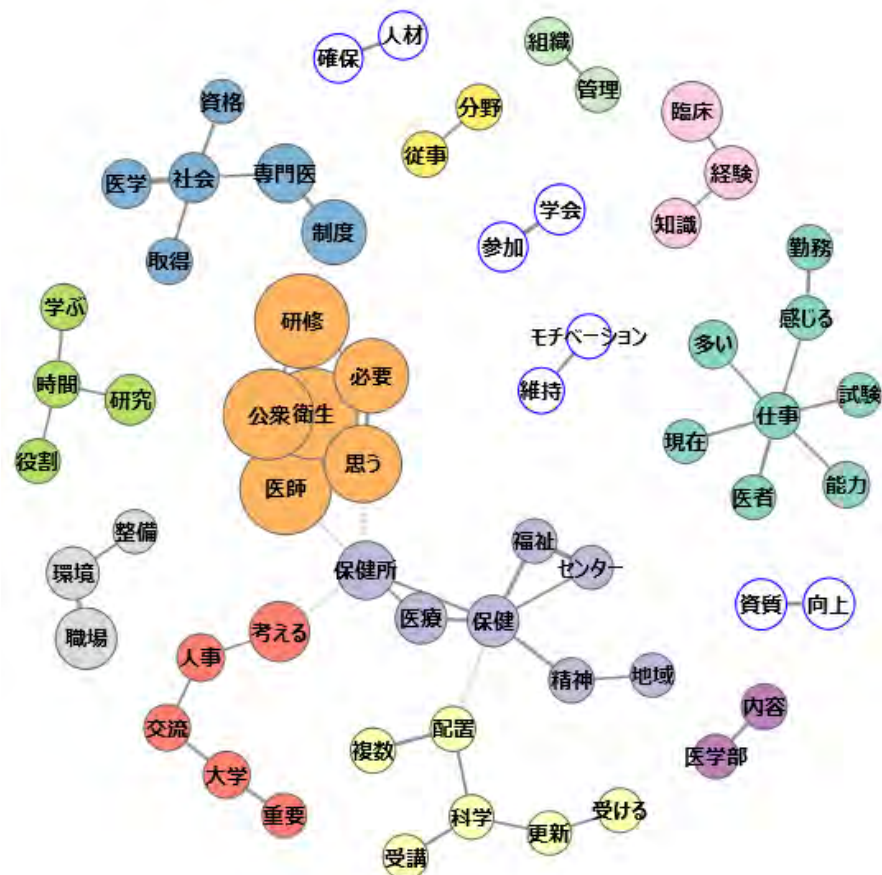 人材
確保
組織
管理
資格
分野
従事
臨床
経験
知識
医学
社会
専門医
制度
取得
学会
参加
勤務
感じる
多い
試験
仕事
現在
能力
医者
学ぶ
時間
研究
役割
研修
必要
公衆
衛生
思う
医師
モチベーション
維持
整備
環境
職場
保健所
福祉
センター
医療
保健
精神
地域
資質
向上
考える
人事
交流
大学
重要
配置
複数
科学
受講
更新
受ける
内容
医学部